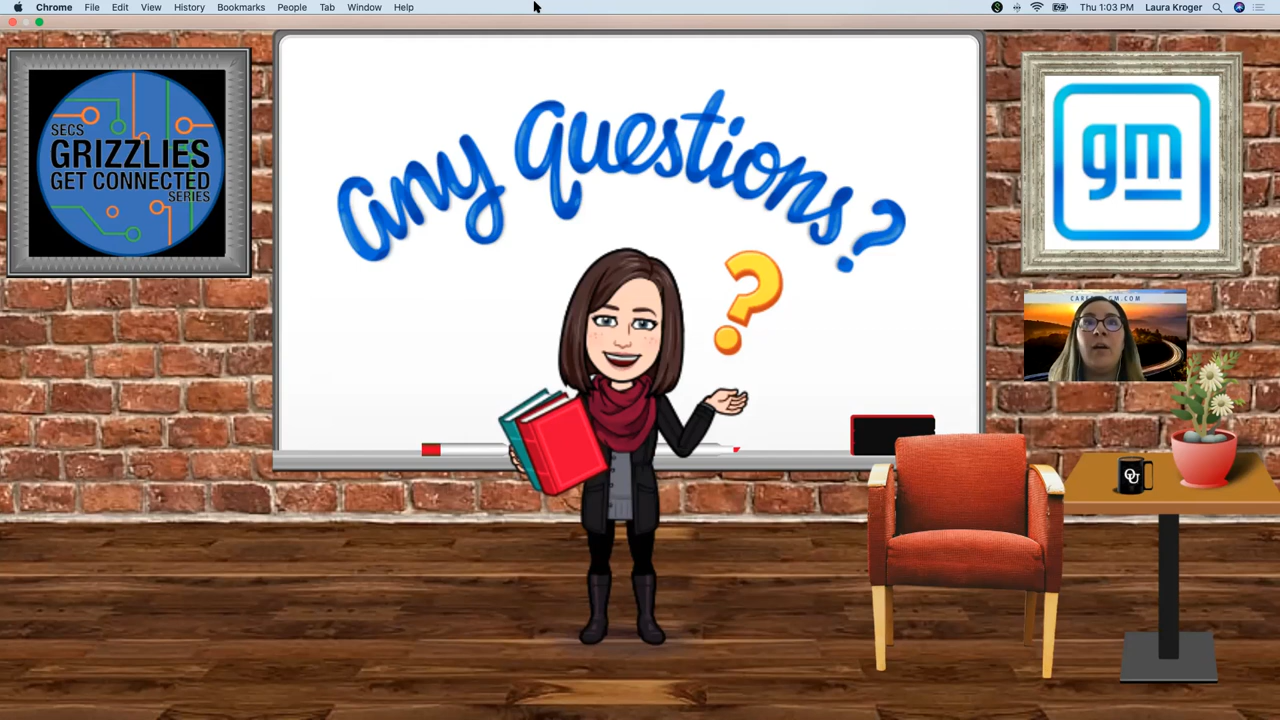 Chrome File Edit View History Bookmarks People Tab Window Help Thu 1:03 PM Laura Kroger
SECS
GRIZZLIES
GET CONNECTED
SERIES
any questions?
?
gm
OU